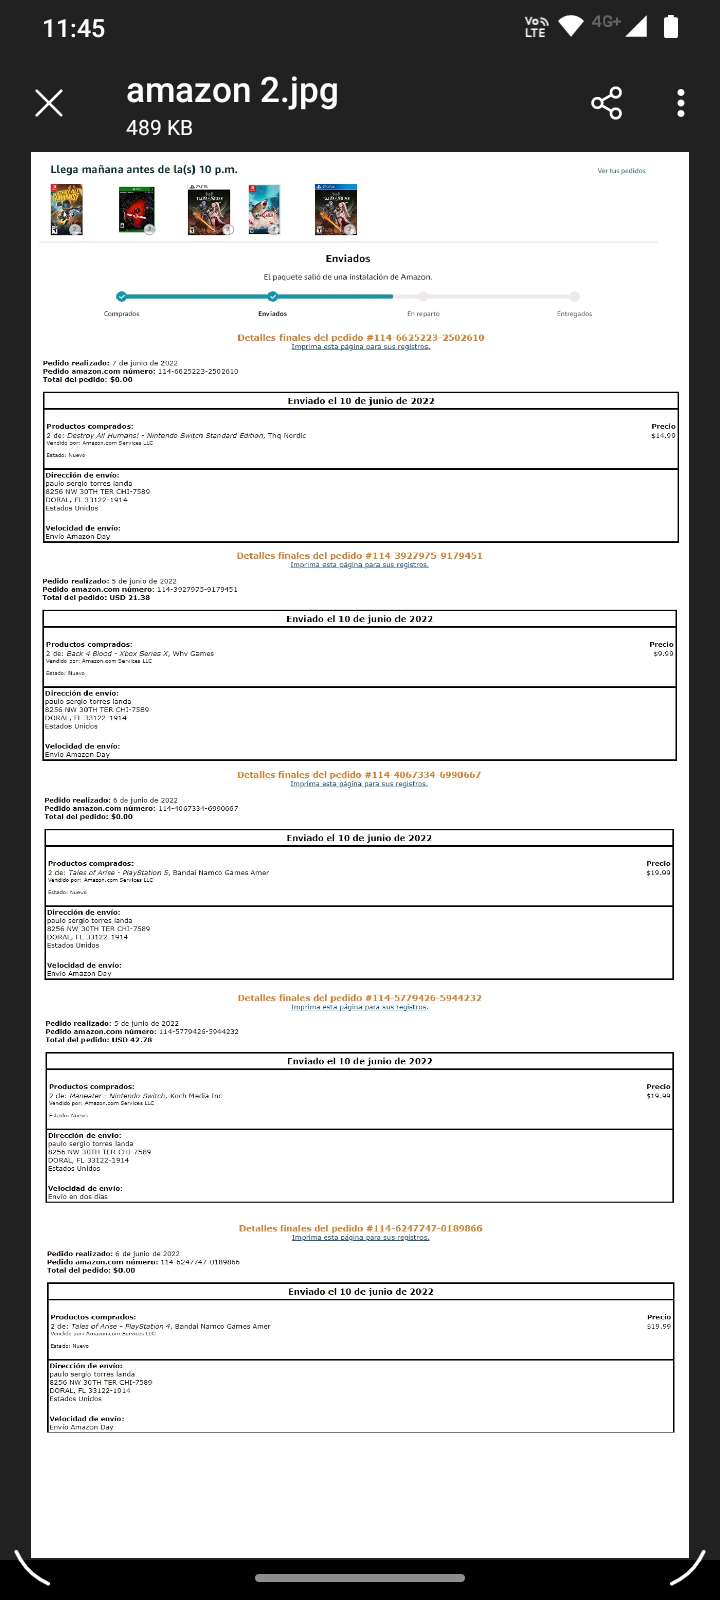 11:45
Vo LTE
4G+
amazon 2.jpg
489 KB
Llega mañana antes de la(s) 10 p.m.
Ver tus pedidos
Enviados
El paquete salió de una instalación de Amazon.
Comprados Enviados En reparto Entregados
Detalles finales del pedido #114-6625223-2502610
Imprima esta página para sus registros.
Pedido realizado: 7 de junio de 2022
Pedido amazon.com número: 114-6625223-2502610
Total del pedido: $0.00
Enviado el 10 de junio de 2022
Productos comprados: Precio
2 de: Destroy All Humans! - Nintendo Switch Standard Edition, Thq Nordic $14.99
Vendido por: Amazon.com Services LLC
Estado: Nuevo
Dirección de envío:
paulo sergio torres landa
8256 NW 30TH TER CHI-7589
DORAL, FL 33122-1914
Estados Unidos
Velocidad de envío:
Envío Amazon Day
Detalles finales del pedido #114-3927975-9179451
Imprima esta página para sus registros.
Pedido realizado: 5 de junio de 2022
Pedido amazon.com número: 114-3927975-9179451
Total del pedido: USD 21.38
Enviado el 10 de junio de 2022
Productos comprados: Precio
2 de: Back 4 Blood - Xbox Series X, Whv Games $9.99
Vendido por: Amazon.com Services LLC
Estado: Nuevo
Dirección de envío:
paulo sergio torres landa
8256 NW 30TH TER CHI-7589
DORAL, FL 33122-1914
Estados Unidos
Velocidad de envío:
Envío Amazon Day
Detalles finales del pedido #114-4067334-6990667
Imprima esta página para sus registros.
Pedido realizado: 6 de junio de 2022
Pedido amazon.com número: 114-4067334-6990667
Total del pedido: $0.00
Enviado el 10 de junio de 2022
Productos comprados: Precio
2 de: Tales of Arise - PlayStation 5, Bandai Namco Games Amer $19.99
Vendido por: Amazon.com Services LLC
Estado: Nuevo
Dirección de envío:
paulo sergio torres landa
8256 NW 30TH TER CHI-7589
DORAL, FL 33122-1914
Estados Unidos
Velocidad de envío:
Envío Amazon Day
Detalles finales del pedido #114-5779426-5944232
Imprima esta página para sus registros.
Pedido realizado: 5 de junio de 2022
Pedido amazon.com número: 114-5779426-5944232
Total del pedido: USD 42.78
Enviado el 10 de junio de 2022
Productos comprados: Precio
2 de: Maneater - Nintendo Switch, Koch Media Inc $19.99
Vendido por: Amazon.com Services LLC
Estado: Nuevo
Dirección de envío:
paulo sergio torres landa
8256 NW 30TH TER CHI-7589
DORAL, FL 33122-1914
Estados Unidos
Velocidad de envío:
Envío en dos días
Detalles finales del pedido #114-6247747-0189866
Imprima esta página para sus registros.
Pedido realizado: 6 de junio de 2022
Pedido amazon.com número: 114-6247747-0189866
Total del pedido: $0.00
Enviado el 10 de junio de 2022
Productos comprados: Precio
2 de: Tales of Arise - PlayStation 4, Bandai Namco Games Amer $19.99
Vendido por: Amazon.com Services LLC
Estado: Nuevo
Dirección de envío:
paulo sergio torres landa
8256 NW 30TH TER CHI-7589
DORAL, FL 33122-1914
Estados Unidos
Velocidad de envío:
Envío Amazon Day